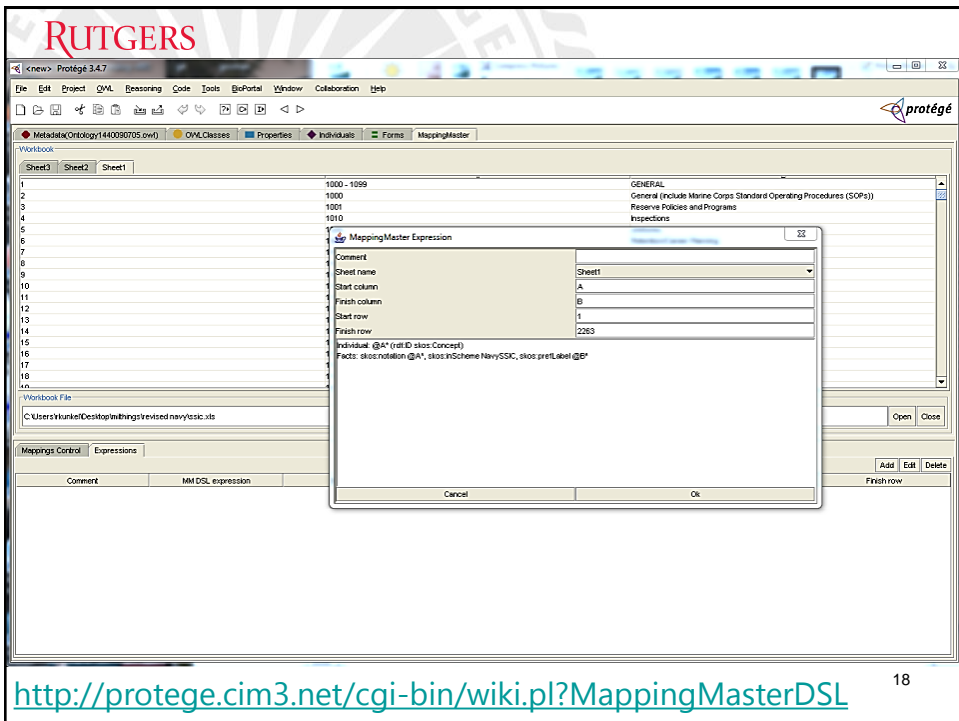 RUTGERS
<new> Protégé 3.4.7
File Edit Project OWL Reasoning Code Tools BioPortal Window Collaboration Help
protégé
Metadata(Ontology1440090705.owl) OWLClasses Properties Individuals Forms MappingMaster
Workbook
Sheet3 Sheet2 Sheet1
1 1000 - 1099 GENERAL
2 1000 General (include Marine Corps Standard Operating Procedures (SOPs))
3 1001 Reserve Policies and Programs
4 1010 Inspections
5
6
7
8
9
10
11
12
13
14
15
16
17
18
MappingMaster Expression
Comment
Sheet name Sheet1
Start column A
Finish column B
Start row 1
Finish row 2263
Individual: @A* (rdf:ID skos:Concept)
Facts: skos:notation @A*, skos:inScheme NavySSIC, skos:prefLabel @B*
Cancel Ok
Workbook File
C:\Users\rkunkel\Desktop\milthings\revised navy\ssic.xls Open Close
Mappings Control Expressions
Add Edit Delete
Comment MM DSL expression Finish row
http://protege.cim3.net/cgi-bin/wiki.pl?MappingMasterDSL
18